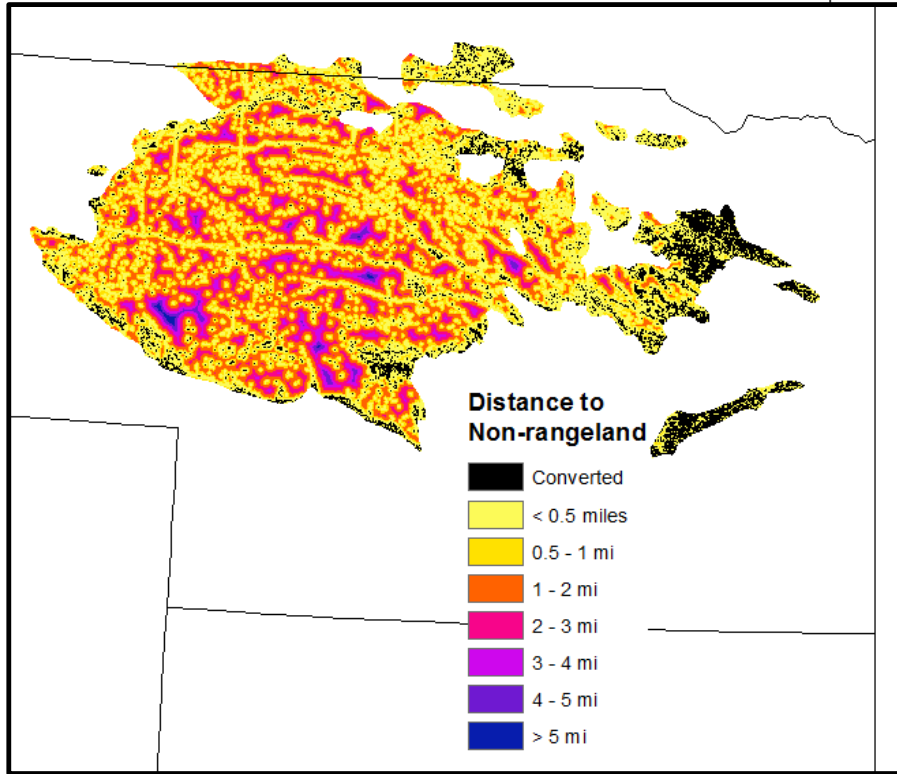 Distance to
Non-rangeland
Converted
< 0.5 miles
0.5 - 1 mi
1 - 2 mi
2 - 3 mi
3 - 4 mi
4 - 5 mi
> 5 mi